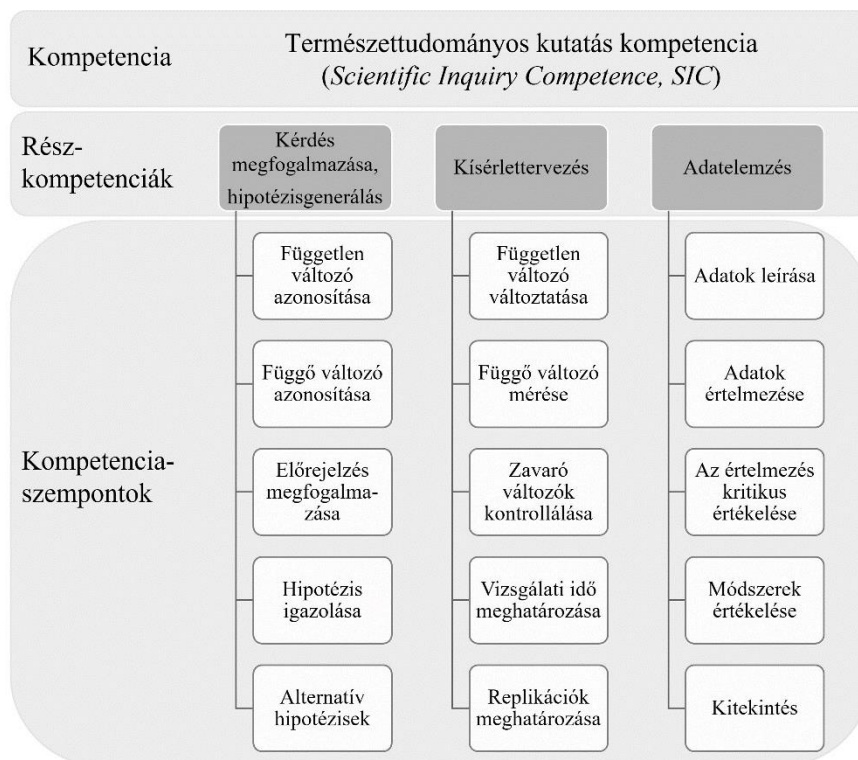 Kompetencia
Természettudományos kutatás kompetencia
(Scientific Inquiry Competence, SIC)
Rész-
kompetenciák
Kérdés
megfogalmazása,
hipotézisgenerálás
Kísérlettervezés
Adatelemzés
Kompetencia-
szempontok
Független
változó
azonosítása
Függő változó
azonosítása
Előrejelzés
megfogalma-
zása
Hipotézis
igazolása
Alternatív
hipotézisek
Független
változó
változtatása
Függő változó
mérése
Zavaró
változók
kontrollálása
Vizsgálati idő
meghatározása
Replikációk
meghatározása
Adatok leírása
Adatok
értelmezése
Az értelmezés
kritikus
értékelése
Módszerek
értékelése
Kitekintés